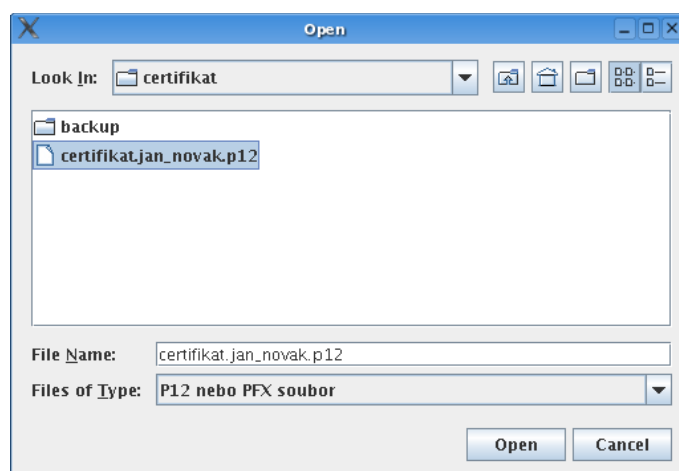 Open
Look In: certifikat
backup
certifikat.jan_novak.p12
File Name: certifikat.jan_novak.p12
Files of Type: P12 nebo PFX soubor
Open Cancel